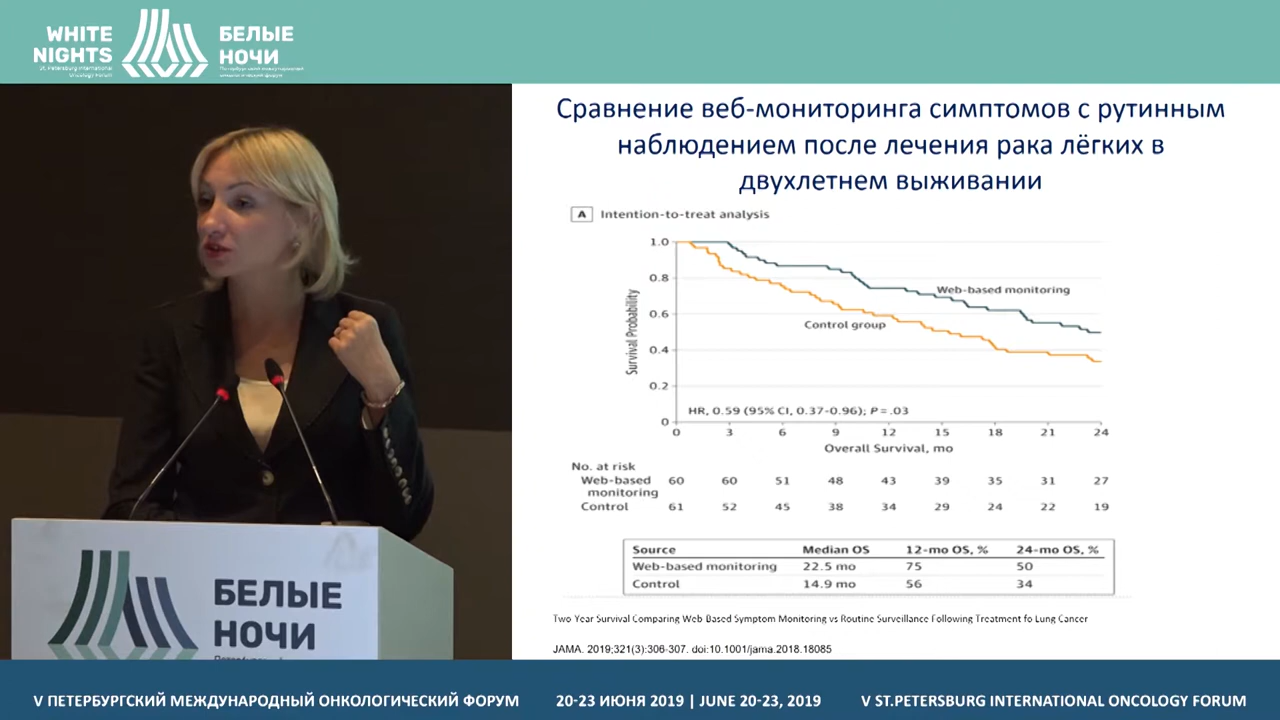 WHITE
NIGHTS
St. Petersburg International
Oncology Forum
БЕЛЫЕ
НОЧИ
Сравнение веб-мониторинга симптомов с рутинным
наблюдением после лечения рака лёгких в
двухлетнем выживании
A Intention-to-treat analysis
1.0
0.8
0.6
0.4
0.2
0
Survival Probability
Web-based monitoring
Control group
HR, 0.59 (95% CI, 0.37-0.96); P = .03
0 3 6 9 12 15 18 21 24
Overall Survival, mo
No. at risk
Web-based 60 60 51 48 43 39 35 31 27
monitoring
Control 61 52 45 38 34 29 24 22 19
Source Median OS 12-mo OS, % 24-mo OS, %
Web-based monitoring 22.5 mo 75 50
Control 14.9 mo 56 34
Two Year Survival Comparing Web Based Symptom Monitoring vs Routine Surveillance Following Treatment fo Lung Cancer
JAMA. 2019;321(3):306-307. doi:10.1001/jama.2018.18085
БЕЛЫЕ
НОЧИ
V ПЕТЕРБУРГСКИЙ МЕЖДУНАРОДНЫЙ ОНКОЛОГИЧЕСКИЙ ФОРУМ 20-23 ИЮНЯ 2019 | JUNE 20-23, 2019 V ST.PETERSBURG INTERNATIONAL ONCOLOGY FORUM